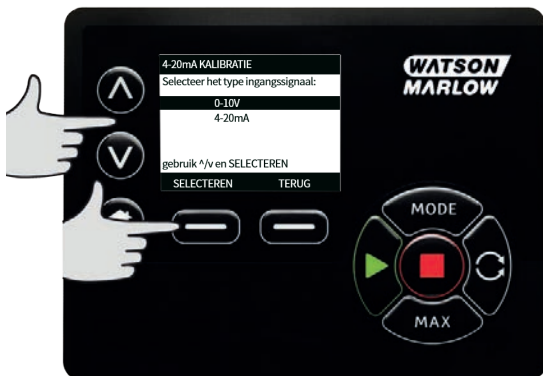 4-20mA KALIBRATIE
Selecteer het type ingangssignaal:
0-10V
4-20mA
gebruik ^/v en SELECTEREN
SELECTEREN TERUG
WATSON
MARLOW
MODE
MAX